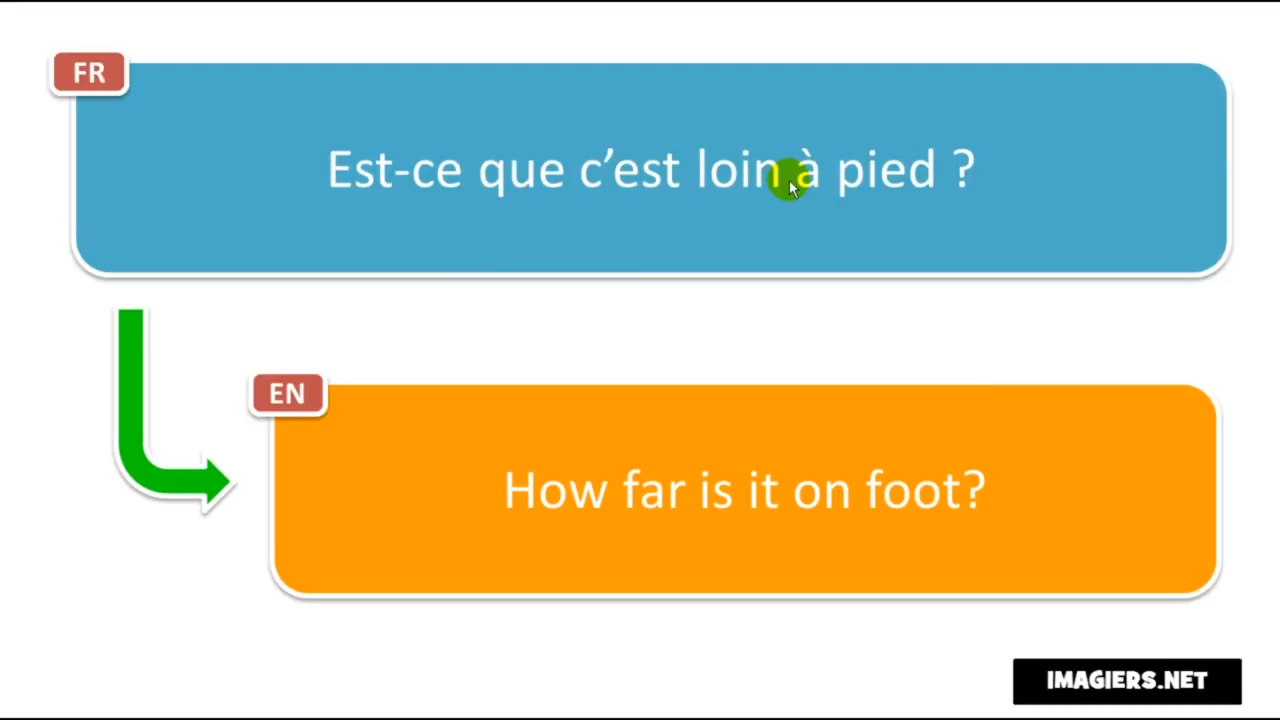 FR
Est-ce que c’est loin à pied ?
EN
How far is it on foot?
IMAGIERS.NET